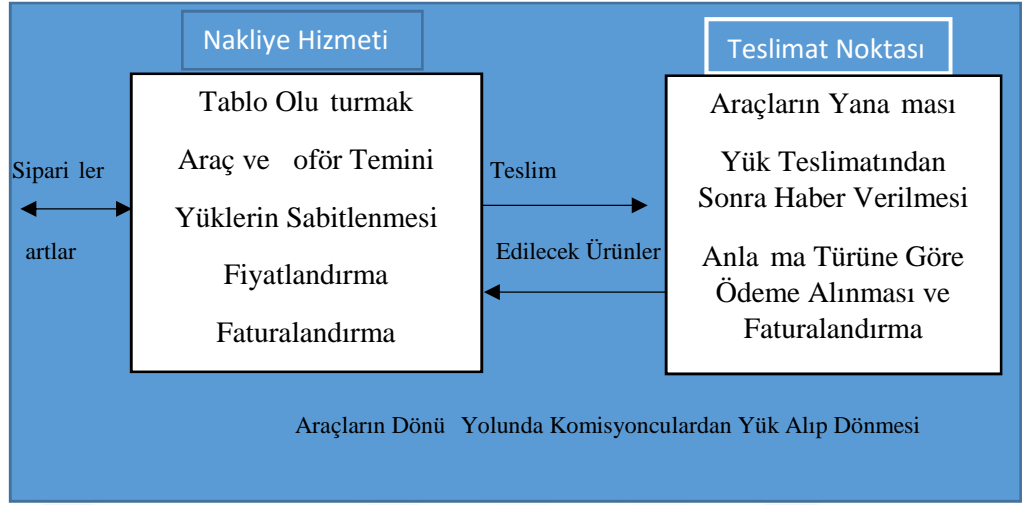 Nakliye Hizmeti
Tablo Olu turmak
Araç ve oför Temini
Yüklerin Sabitlenmesi
Fiyatlandırma
Faturalandırma
Sipari ler
artlar
Teslim
Edilecek Ürünler
Teslimat Noktası
Araçların Yana ması
Yük Teslimatından
Sonra Haber Verilmesi
Anla ma Türüne Göre
Ödeme Alınması ve
Faturalandırma
Araçların Dönü Yolunda Komisyonculardan Yük Alıp Dönmesi